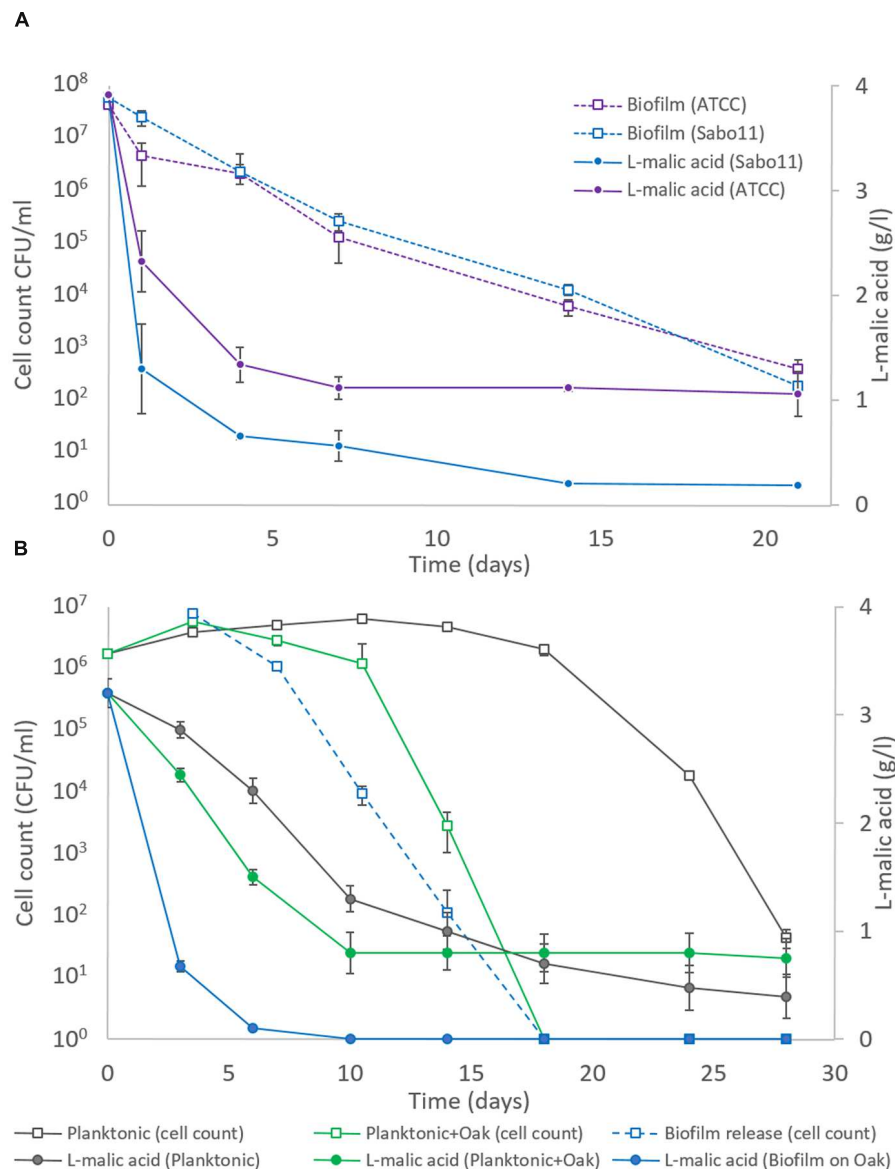 A
10^8
10^7
10^6
10^5
10^4
10^3
10^2
10^1
10^0
Cell count CFU/ml
4
3
2
1
0
L-malic acid (g/l)
Biofilm (ATCC)
Biofilm (Sabo11)
L-malic acid (Sabo11)
L-malic acid (ATCC)
0 5 10 15 20
Time (days)
B
10^7
10^6
10^5
10^4
10^3
10^2
10^1
10^0
Cell count (CFU/ml)
4
3
2
1
0
L-malic acid (g/l)
0 5 10 15 20 25 30
Time (days)
Planktonic (cell count) Planktonic+Oak (cell count) Biofilm release (cell count)
L-malic acid (Planktonic) L-malic acid (Planktonic+Oak) L-malic acid (Biofilm on Oak)